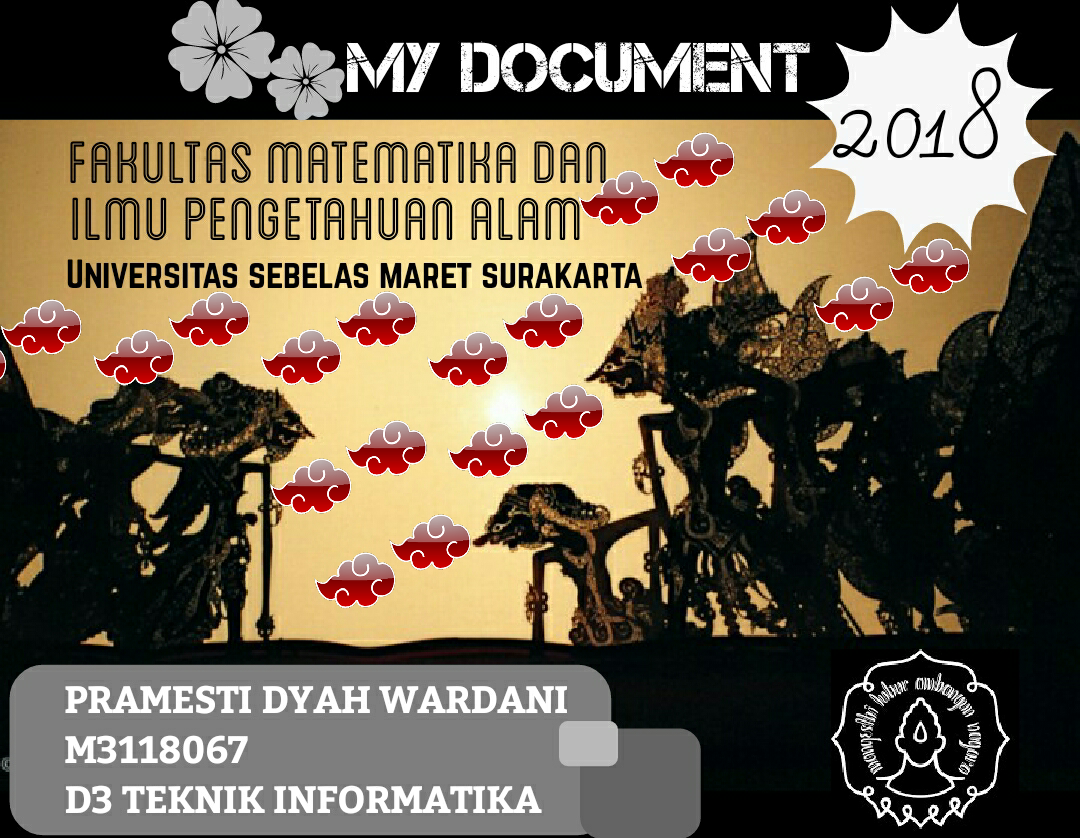 MY DOCUMENT
2018
FAKULTAS MATEMATIKA DAN
ILMU PENGETAHUAN ALAM
UNIVERSITAS SEBELAS MARET SURAKARTA
PRAMESTI DYAH WARDANI
M3118067
D3 TEKNIK INFORMATIKA